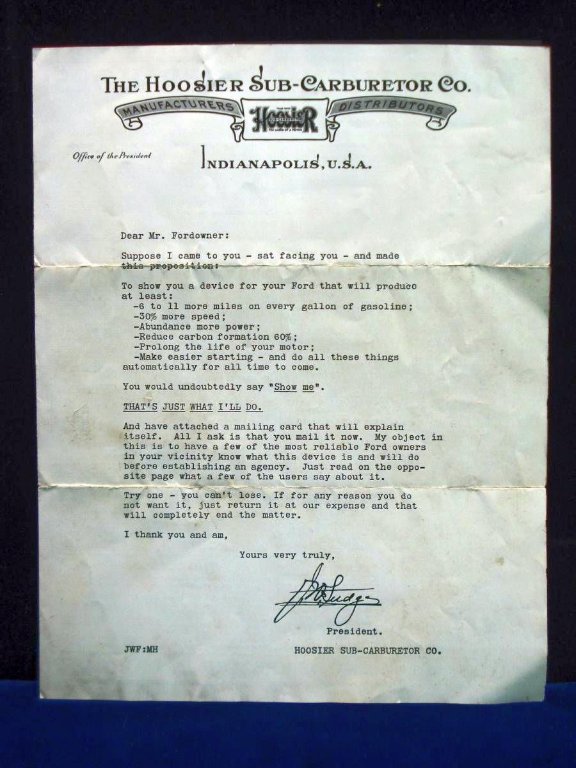 THE HOOSIER SUB-CARBURETOR CO.
MANUFACTURERS HOOSIER DISTRIBUTORS
Office of the President
INDIANAPOLIS, U.S.A.
Dear Mr. Fordowner:
Suppose I came to you - sat facing you - and made
this proposition:
To show you a device for your Ford that will produce
at least:
-6 to 11 more miles on every gallon of gasoline;
-30% more speed;
-Abundance more power;
-Reduce carbon formation 60%;
-Prolong the life of your motor;
-Make easier starting - and do all these things
automatically for all time to come.
You would undoubtedly say "Show me".
THAT'S JUST WHAT I'LL DO.
And have attached a mailing card that will explain
itself. All I ask is that you mail it now. My object in
this is to have a few of the most reliable Ford owners
in your vicinity know what this device is and will do
before establishing an agency. Just read on the oppo-
site page what a few of the users say about it.
Try one - you can't lose. If for any reason you do
not want it, just return it at our expense and that
will completely end the matter.
I thank you and am,
Yours very truly,
President.
JWF:MH HOOSIER SUB-CARBURETOR CO.